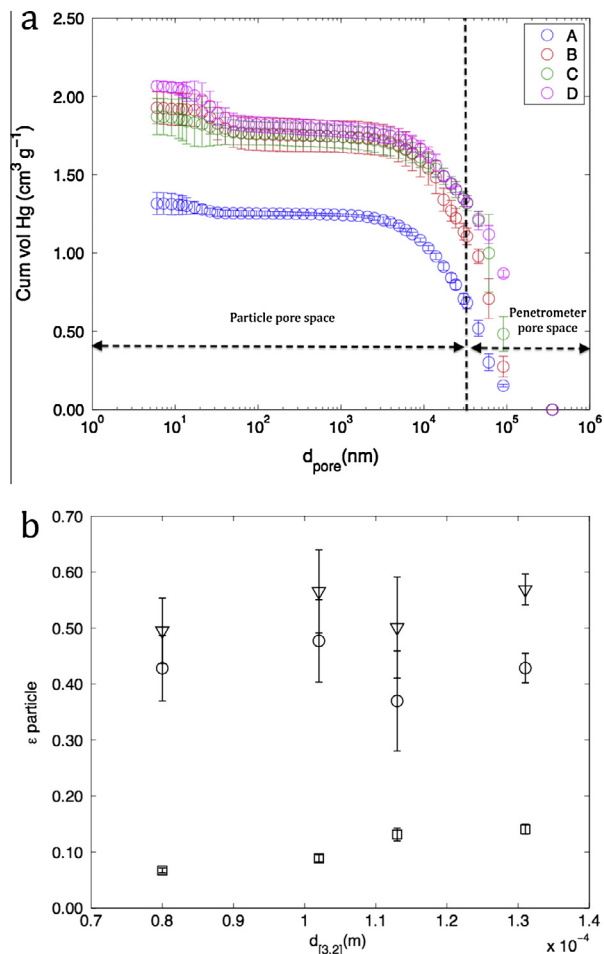 a
2.50
2.00
1.50
1.00
0.50
0.00
Cum vol Hg (cm³ g⁻¹)
A
B
C
D
Particle pore space
Penetrometer
pore space
10⁰ 10¹ 10² 10³ 10⁴ 10⁵ 10⁶
d_pore(nm)
b
0.70
0.60
0.50
0.40
0.30
0.20
0.10
0.00
ε particle
0.7 0.8 0.9 1 1.1 1.2 1.3 1.4
d_[3,2](m)
× 10⁻⁴